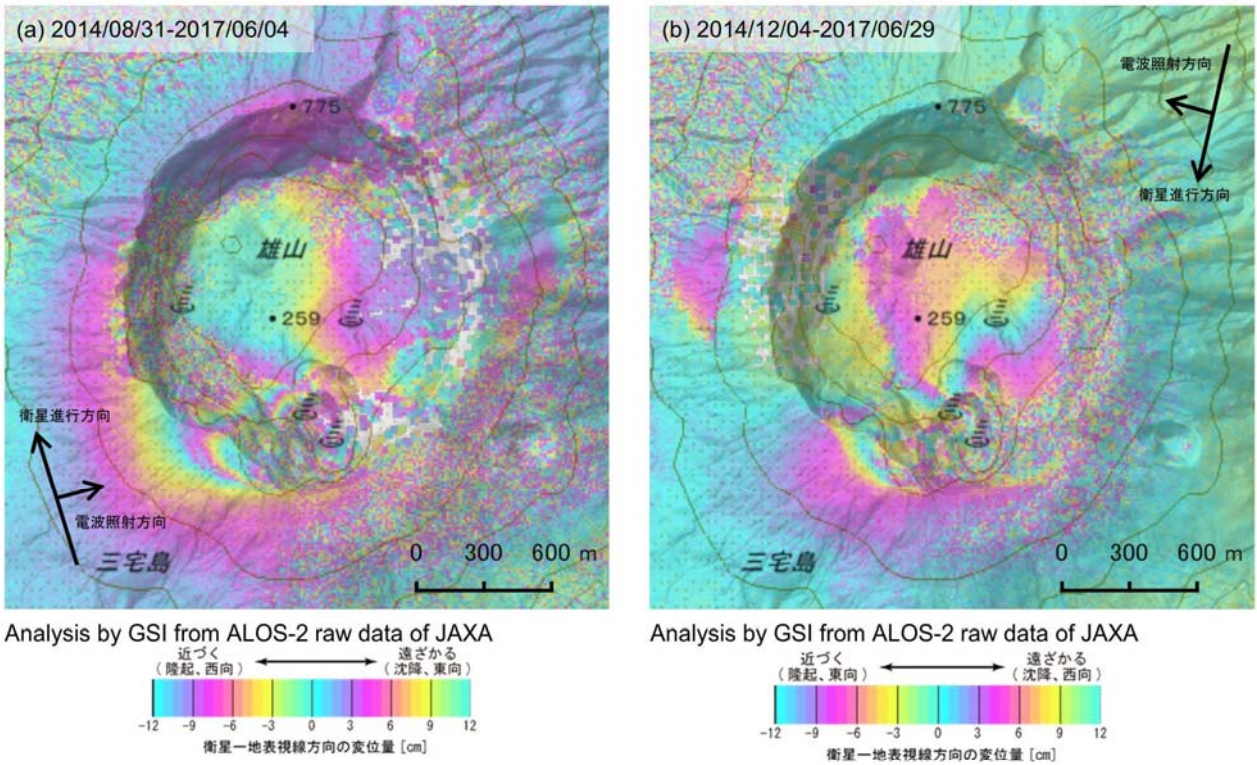 (a) 2014/08/31-2017/06/04
775
雄山
259
衛星進行方向
電波照射方向
三宅島
0 300 600 m
Analysis by GSI from ALOS-2 raw data of JAXA
近づく 遠ざかる
(隆起、西向) (沈降、東向)
-12 -9 -6 -3 0 3 6 9 12
衛星ー地表視線方向の変位量 [cm]
(b) 2014/12/04-2017/06/29
電波照射方向
775
衛星進行方向
雄山
259
三宅島
0 300 600 m
Analysis by GSI from ALOS-2 raw data of JAXA
近づく 遠ざかる
(隆起、東向) (沈降、西向)
-12 -9 -6 -3 0 3 6 9 12
衛星ー地表視線方向の変位量 [cm]